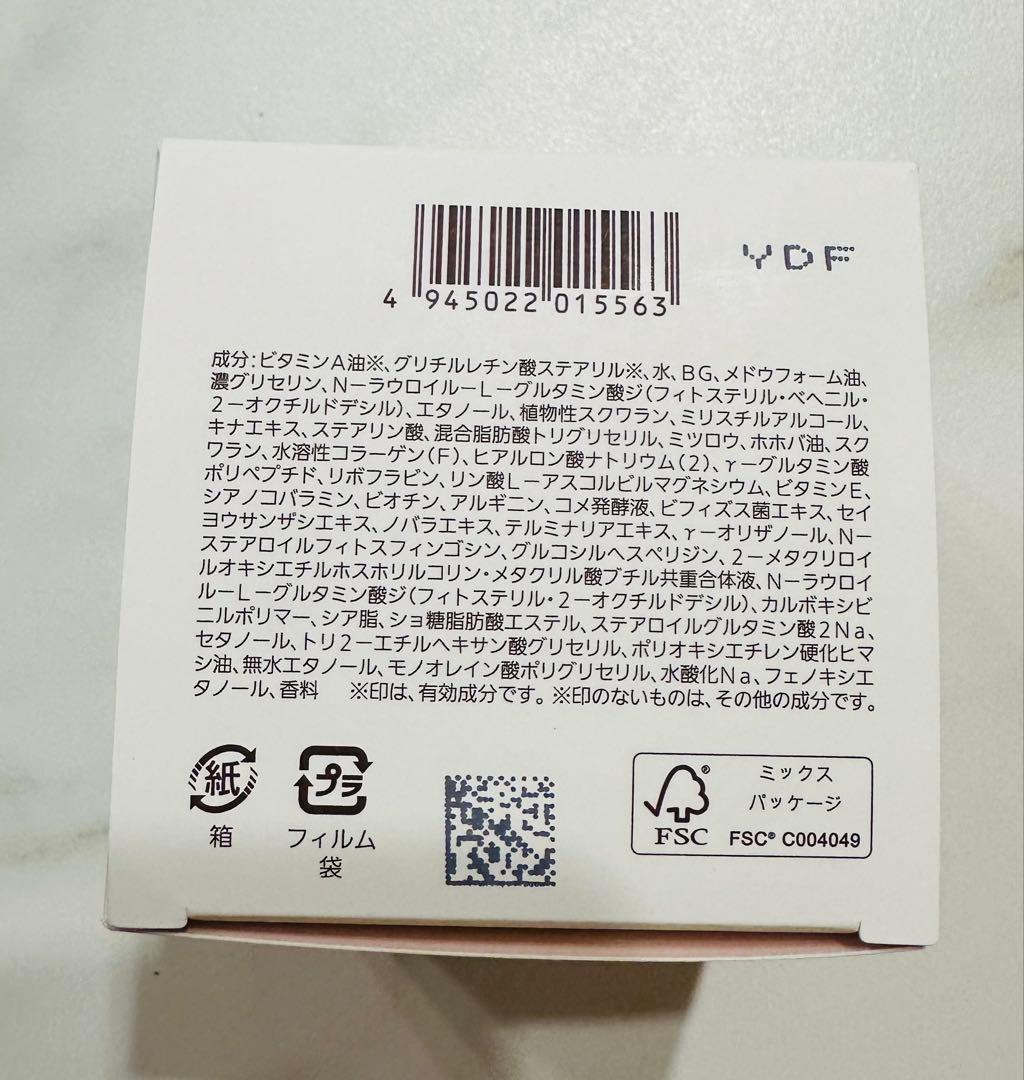 4 945022 015563
YDF
成分:ビタミンA油※、グリチルレチン酸ステアリル※、水、BG、メドウフォーム油、
濃グリセリン、N－ラウロイル－L－グルタミン酸ジ(フィトステリル・ベヘニル・
2－オクチルドデシル)、エタノール、植物性スクワラン、ミリスチルアルコール、
キナエキス、ステアリン酸、混合脂肪酸トリグリセリル、ミツロウ、ホホバ油、スク
ワラン、水溶性コラーゲン(F)、ヒアルロン酸ナトリウム(2)、γ－グルタミン酸
ポリペプチド、リボフラビン、リン酸L－アスコルビルマグネシウム、ビタミンE、
シアノコバラミン、ビオチン、アルギニン、コメ発酵液、ビフィズス菌エキス、セイ
ヨウサンザシエキス、ノバラエキス、テルミナリアエキス、γ－オリザノール、N－
ステアロイルフィトスフィンゴシン、グルコシルヘスペリジン、2－メタクリロイ
ルオキシエチルホスホリルコリン・メタクリル酸ブチル共重合体液、N－ラウロイ
ル－L－グルタミン酸ジ(フィトステリル・2－オクチルドデシル)、カルボキシビ
ニルポリマー、シア脂、ショ糖脂肪酸エステル、ステアロイルグルタミン酸2Na、
セタノール、トリ2－エチルヘキサン酸グリセリル、ポリオキシエチレン硬化ヒマ
シ油、無水エタノール、モノオレイン酸ポリグリセリル、水酸化Na、フェノキシエ
タノール、香料 ※印は、有効成分です。※印のないものは、その他の成分です。
紙
箱
プラ
フィルム
袋
FSC®
ミックス
パッケージ
FSC® C004049